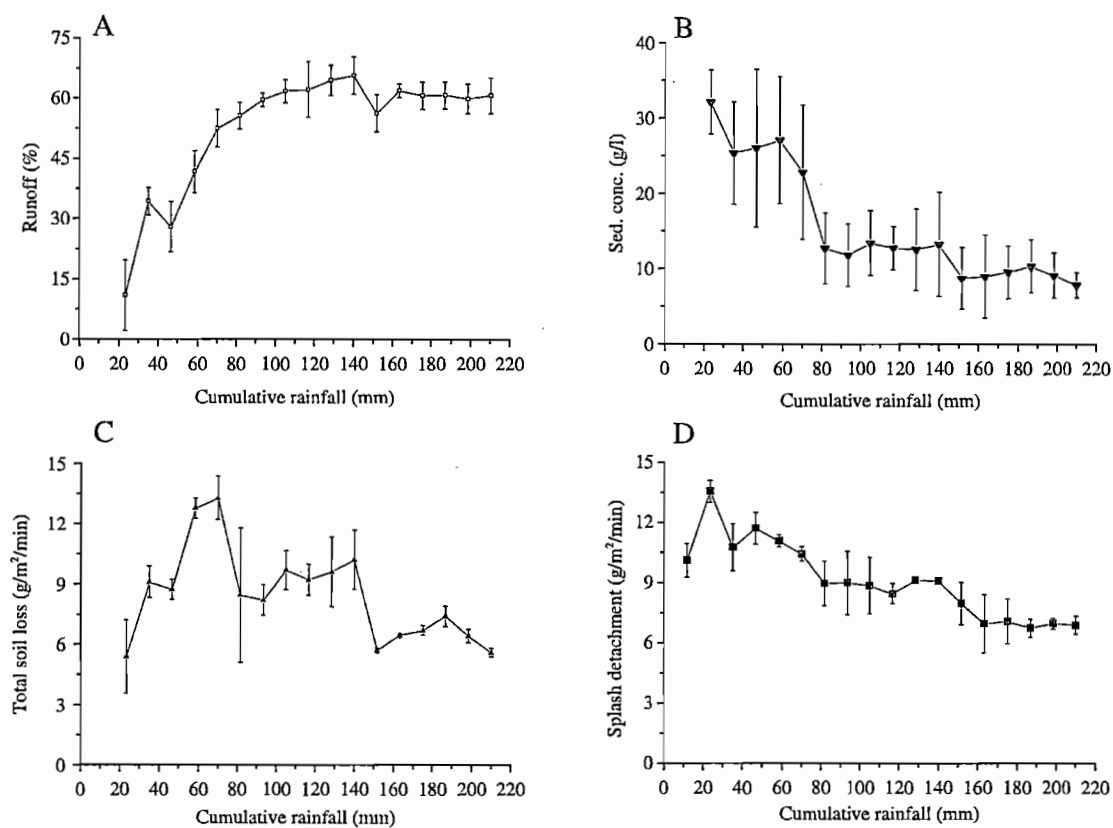 A
75
60
45
30
15
0
Runoff (%)
0 20 40 60 80 100 120 140 160 180 200 220
Cumulative rainfall (mm)
B
40
30
20
10
0
Sed. conc. (g/l)
0 20 40 60 80 100 120 140 160 180 200 220
Cumulative rainfall (mm)
C
15
12
9
6
3
0
Total soil loss (g/m²/min)
0 20 40 60 80 100 120 140 160 180 200 220
Cumulative rainfall (mm)
D
15
12
9
6
3
0
Splash detachment (g/m²/min)
0 20 40 60 80 100 120 140 160 180 200 220
Cumulative rainfall (mm)